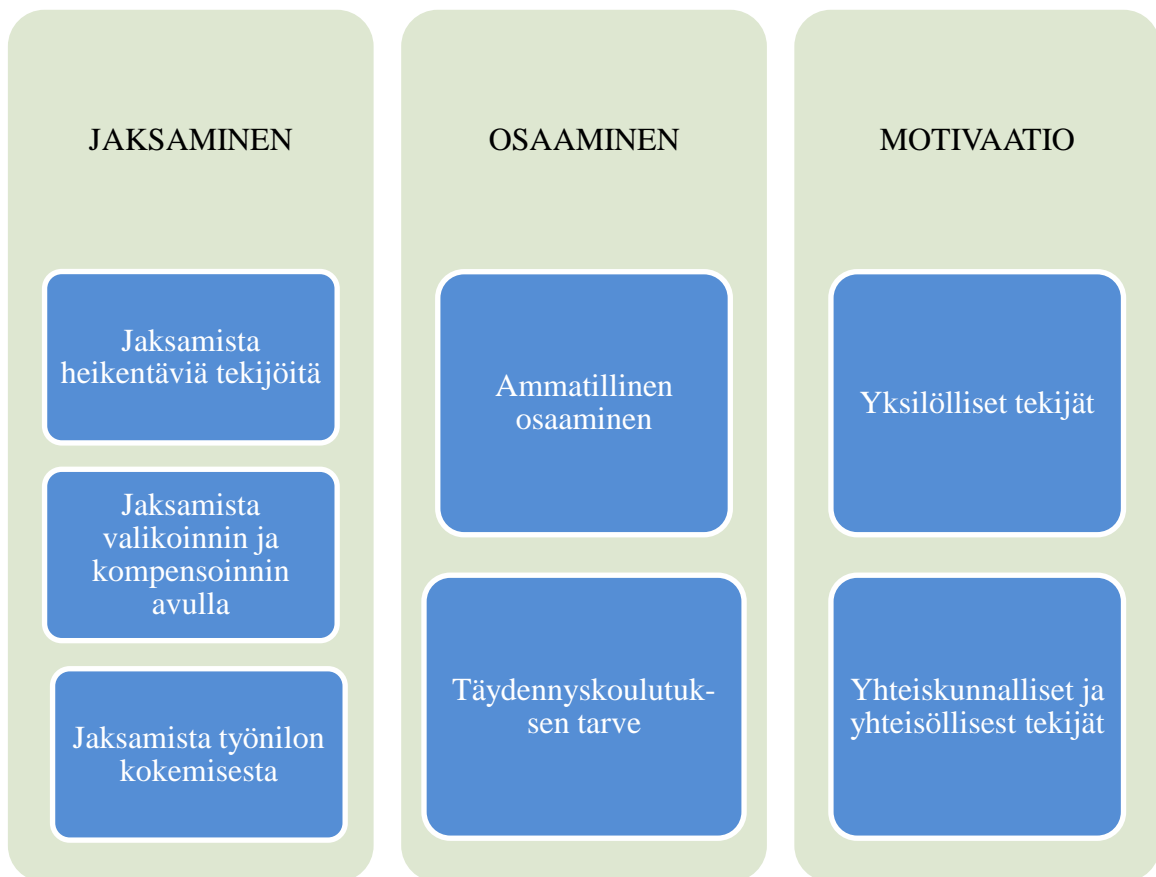 JAKSAMINEN
Jaksamista
heikentäviä tekijöitä
Jaksamista
valikoinnin ja
kompensoinnin
avulla
Jaksamista työnilon
kokemisesta
OSAAMINEN
Ammatillinen
osaaminen
Täydennyskoulutuk-
sen tarve
MOTIVAATIO
Yksilölliset tekijät
Yhteiskunnalliset ja
yhteisöllisest tekijät